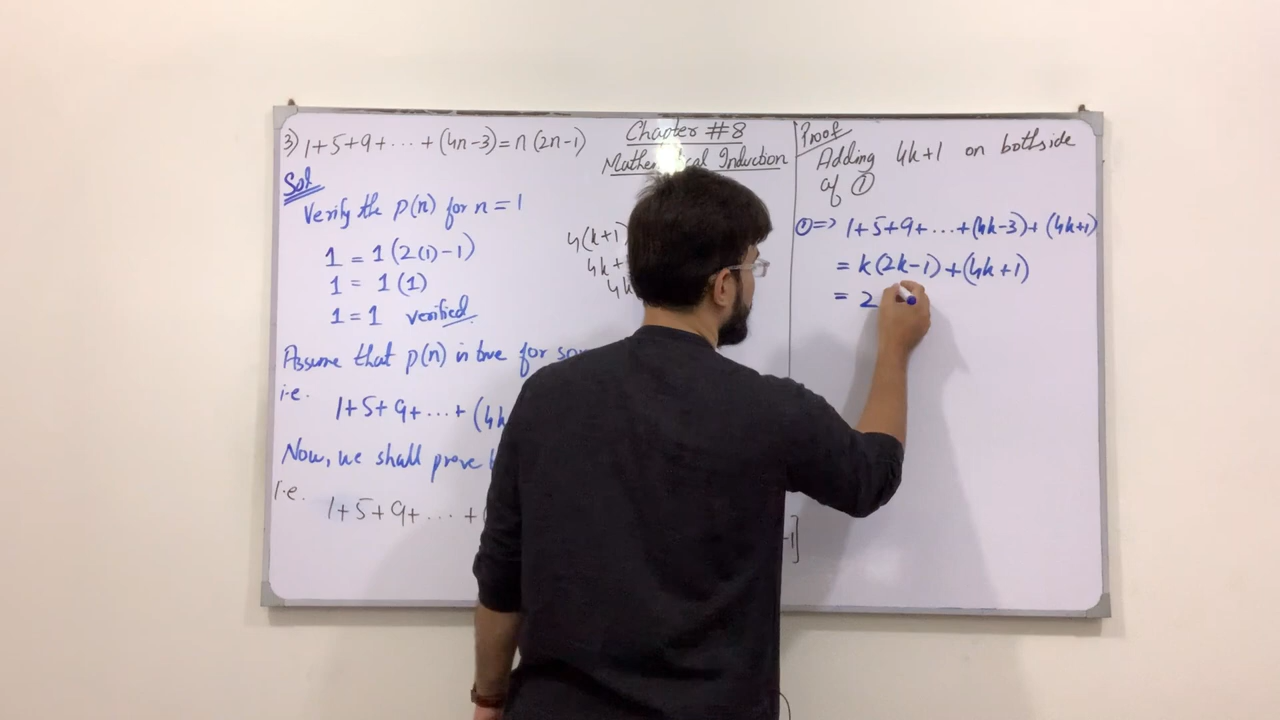 Chapter #8
Mathematical Induction
3) 1+5+9+...+(4n-3)=n(2n-1)
Sol
Verify the p(n) for n=1
1 = 1(2(1)-1)
1 = 1(1)
1=1 verified
Assume that p(n) is true for
i.e.
1+5+9+...+(4k
Now, we shall prove
i.e.
1+5+9+...+(
4(k+1)
4k+
4k
-1]
Proof
Adding 4k+1 on bothside
of ①
①=> 1+5+9+...+(4k-3)+(4k+1)
= k(2k-1)+(4k+1)
= 2